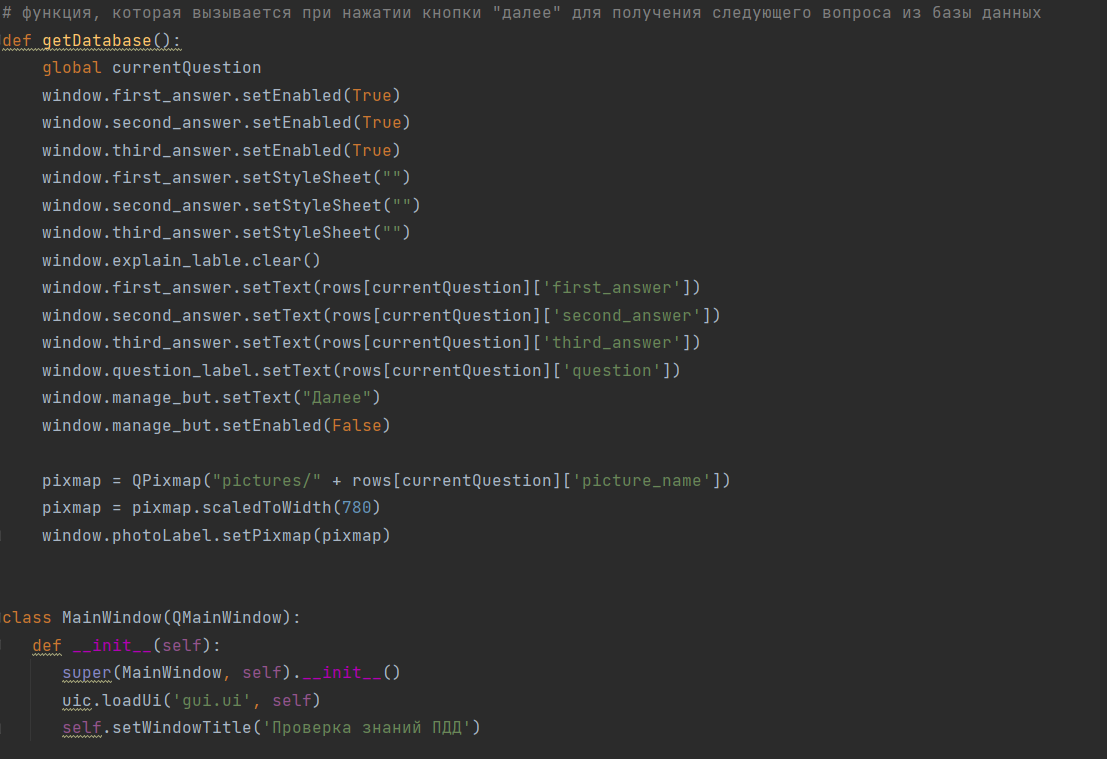 # функция, которая вызывается при нажатии кнопки "далее" для получения следующего вопроса из базы данных
def getDatabase():
    global currentQuestion
    window.first_answer.setEnabled(True)
    window.second_answer.setEnabled(True)
    window.third_answer.setEnabled(True)
    window.first_answer.setStyleSheet("")
    window.second_answer.setStyleSheet("")
    window.third_answer.setStyleSheet("")
    window.explain_lable.clear()
    window.first_answer.setText(rows[currentQuestion]['first_answer'])
    window.second_answer.setText(rows[currentQuestion]['second_answer'])
    window.third_answer.setText(rows[currentQuestion]['third_answer'])
    window.question_label.setText(rows[currentQuestion]['question'])
    window.manage_but.setText("Далее")
    window.manage_but.setEnabled(False)

    pixmap = QPixmap("pictures/" + rows[currentQuestion]['picture_name'])
    pixmap = pixmap.scaledToWidth(780)
    window.photoLabel.setPixmap(pixmap)

class MainWindow(QMainWindow):
   def __init__(self):
      super(MainWindow, self).__init__()
      uic.loadUi('gui.ui', self)
      self.setWindowTitle('Проверка знаний ПДД')